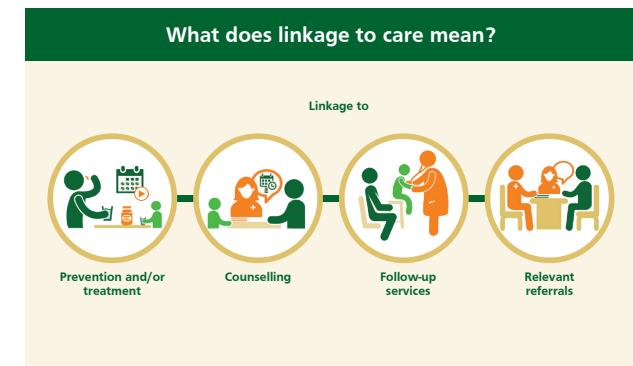 What does linkage to care mean?
Linkage to
Prevention and/or
treatment
Counselling
Follow-up
services
Relevant
referrals